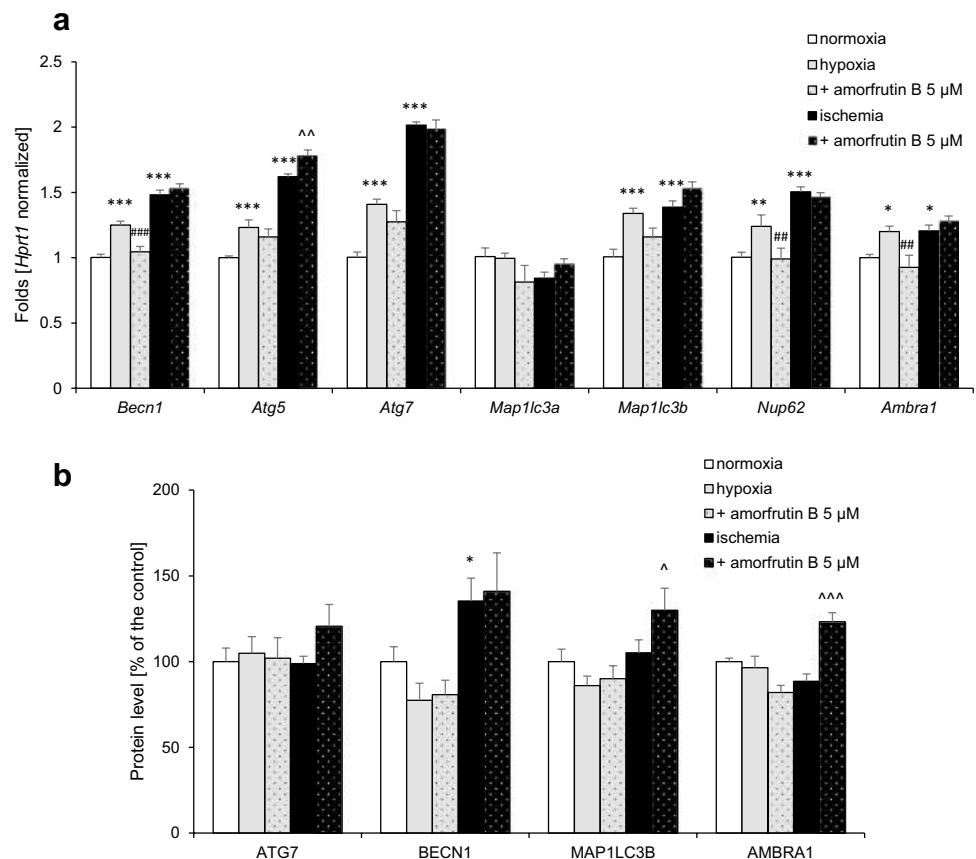 a
normoxia
hypoxia
+ amorfrutin B 5 µM
ischemia
+ amorfrutin B 5 µM
Folds [Hprt1 normalized]
2.5
2
1.5
1
0.5
0
*** ### ***
*** *** ^^
*** ***
*** ***
** ## ***
* ## *
Becn1 Atg5 Atg7 Map1lc3a Map1lc3b Nup62 Ambra1
b
normoxia
hypoxia
+ amorfrutin B 5 µM
ischemia
+ amorfrutin B 5 µM
Protein level [% of the control]
200
150
100
50
0
*
^
^^^
ATG7 BECN1 MAP1LC3B AMBRA1